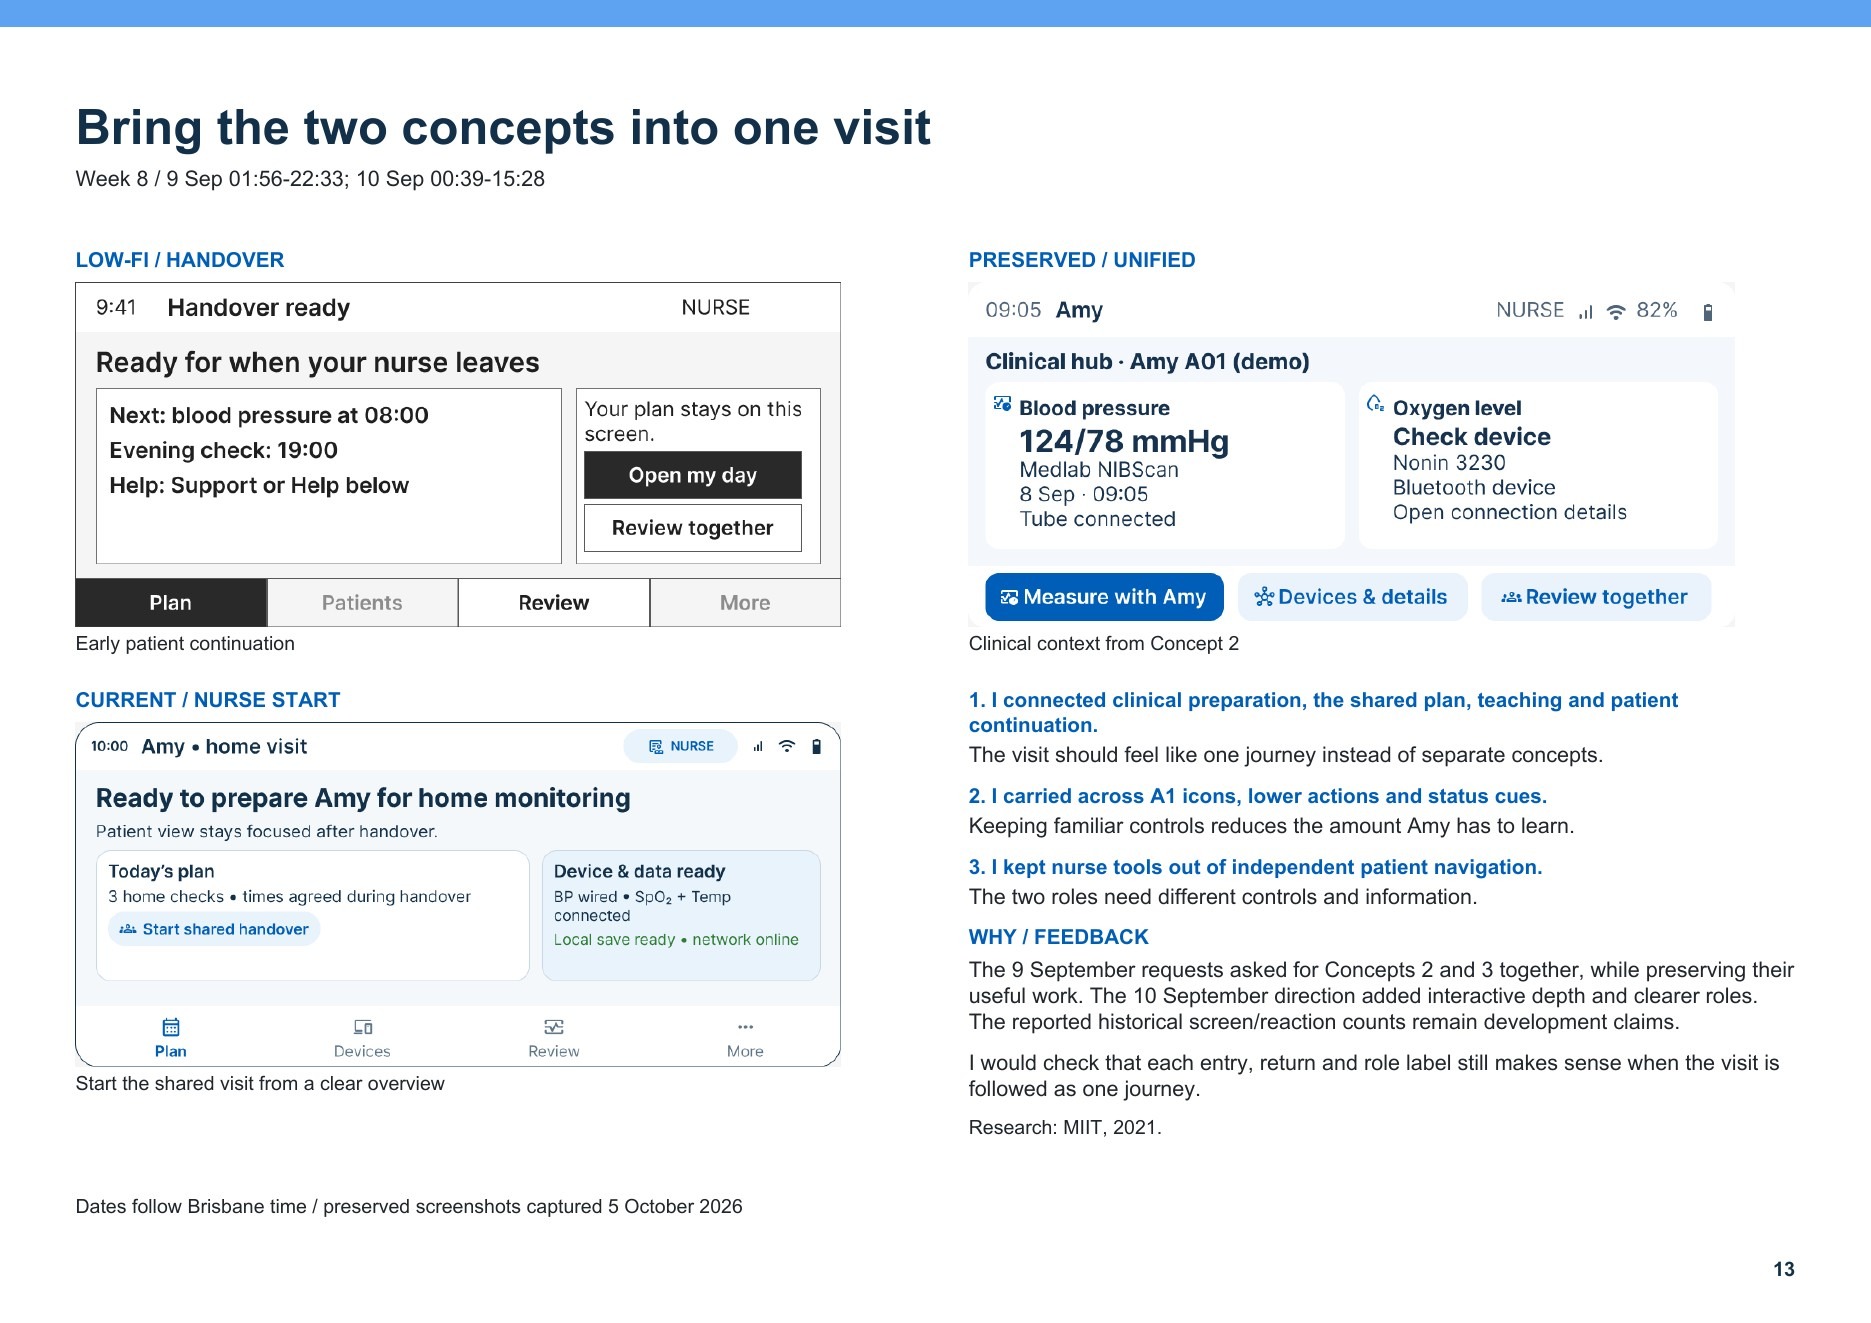 Bring the two concepts into one visit
Week 8 / 9 Sep 01:56-22:33; 10 Sep 00:39-15:28
LOW-FI / HANDOVER
9:41 Handover ready NURSE
Ready for when your nurse leaves
Next: blood pressure at 08:00
Evening check: 19:00
Help: Support or Help below
Your plan stays on this
screen.
Open my day
Review together
Plan Patients Review More
Early patient continuation
CURRENT / NURSE START
10:00 Amy • home visit NURSE
Ready to prepare Amy for home monitoring
Patient view stays focused after handover.
Today’s plan
3 home checks • times agreed during handover
Start shared handover
Device & data ready
BP wired • SpO₂ + Temp
connected
Local save ready • network online
Plan Devices Review More
Start the shared visit from a clear overview
PRESERVED / UNIFIED
09:05 Amy NURSE 82%
Clinical hub · Amy A01 (demo)
Blood pressure
124/78 mmHg
Medlab NIBScan
8 Sep · 09:05
Tube connected
Oxygen level
Check device
Nonin 3230
Bluetooth device
Open connection details
Measure with Amy Devices & details Review together
Clinical context from Concept 2
1. I connected clinical preparation, the shared plan, teaching and patient
continuation.
The visit should feel like one journey instead of separate concepts.
2. I carried across A1 icons, lower actions and status cues.
Keeping familiar controls reduces the amount Amy has to learn.
3. I kept nurse tools out of independent patient navigation.
The two roles need different controls and information.
WHY / FEEDBACK
The 9 September requests asked for Concepts 2 and 3 together, while preserving their
useful work. The 10 September direction added interactive depth and clearer roles.
The reported historical screen/reaction counts remain development claims.
I would check that each entry, return and role label still makes sense when the visit is
followed as one journey.
Research: MIIT, 2021.
Dates follow Brisbane time / preserved screenshots captured 5 October 2026
13